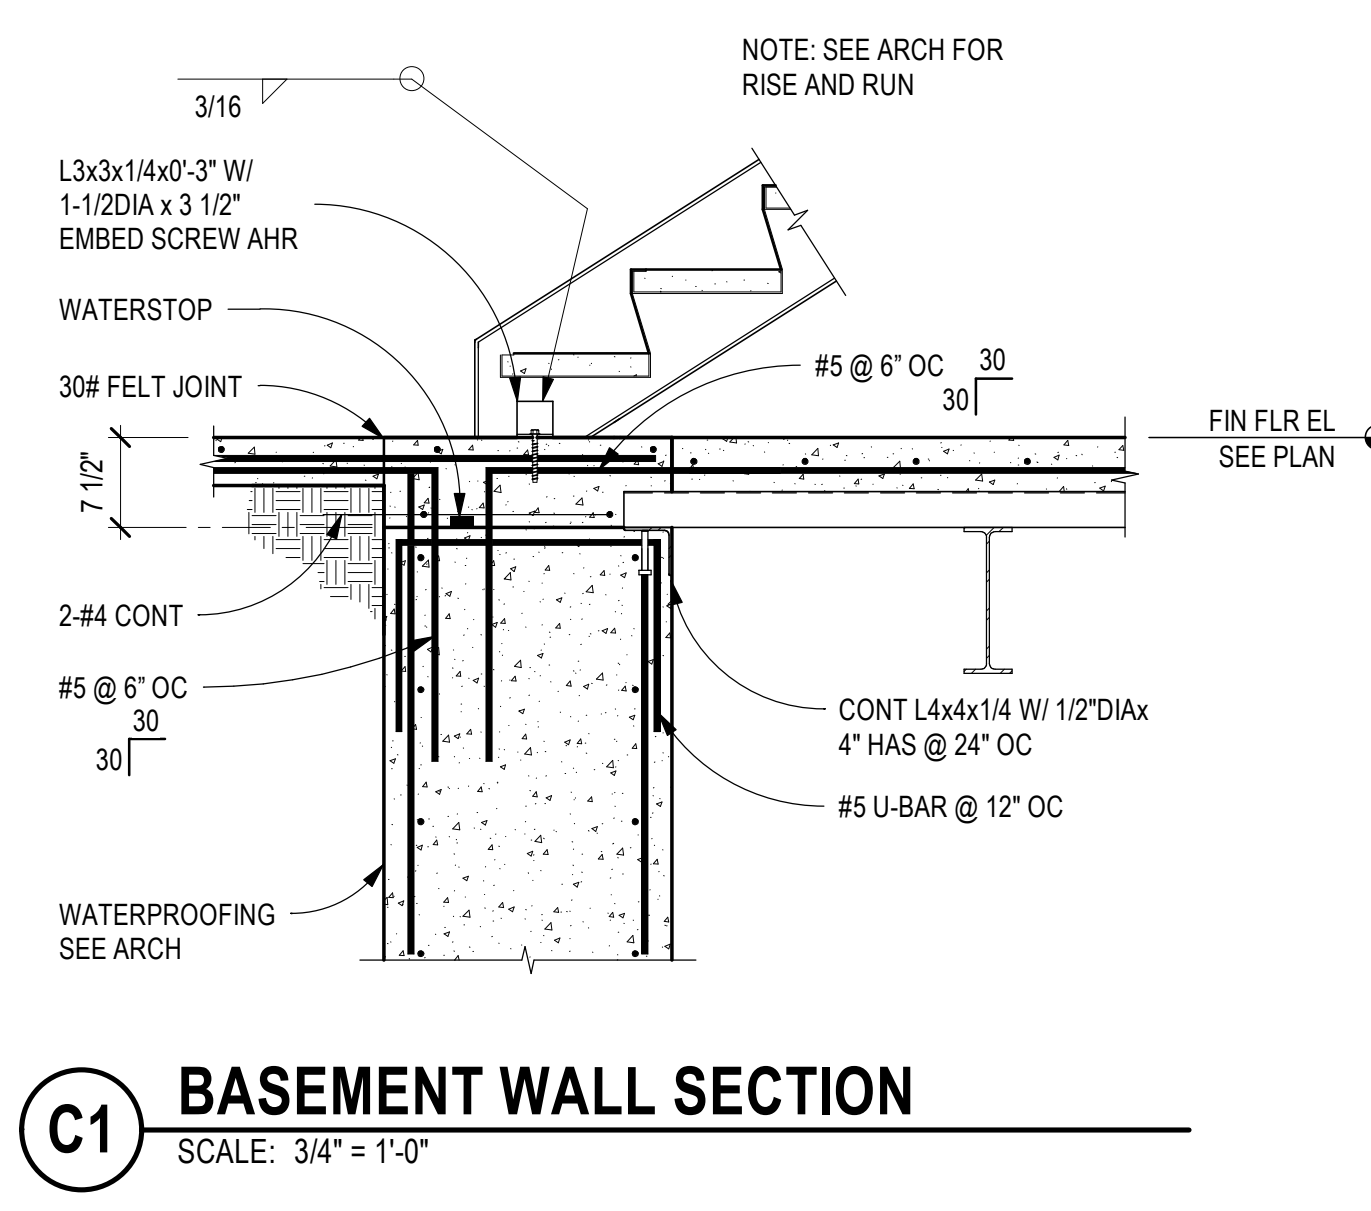 NOTE: SEE ARCH FOR
RISE AND RUN
3/16
L3x3x1/4x0'-3" W/
1-1/2DIA x 3 1/2"
EMBED SCREW AHR
WATERSTOP
30# FELT JOINT
#5 @ 6” OC
30
30
FIN FLR EL
SEE PLAN
7 1/2"
2-#4 CONT
#5 @ 6” OC
30
30
CONT L4x4x1/4 W/ 1/2"DIAx
4" HAS @ 24" OC
#5 U-BAR @ 12" OC
WATERPROOFING
SEE ARCH
C1
BASEMENT WALL SECTION
SCALE: 3/4" = 1'-0"